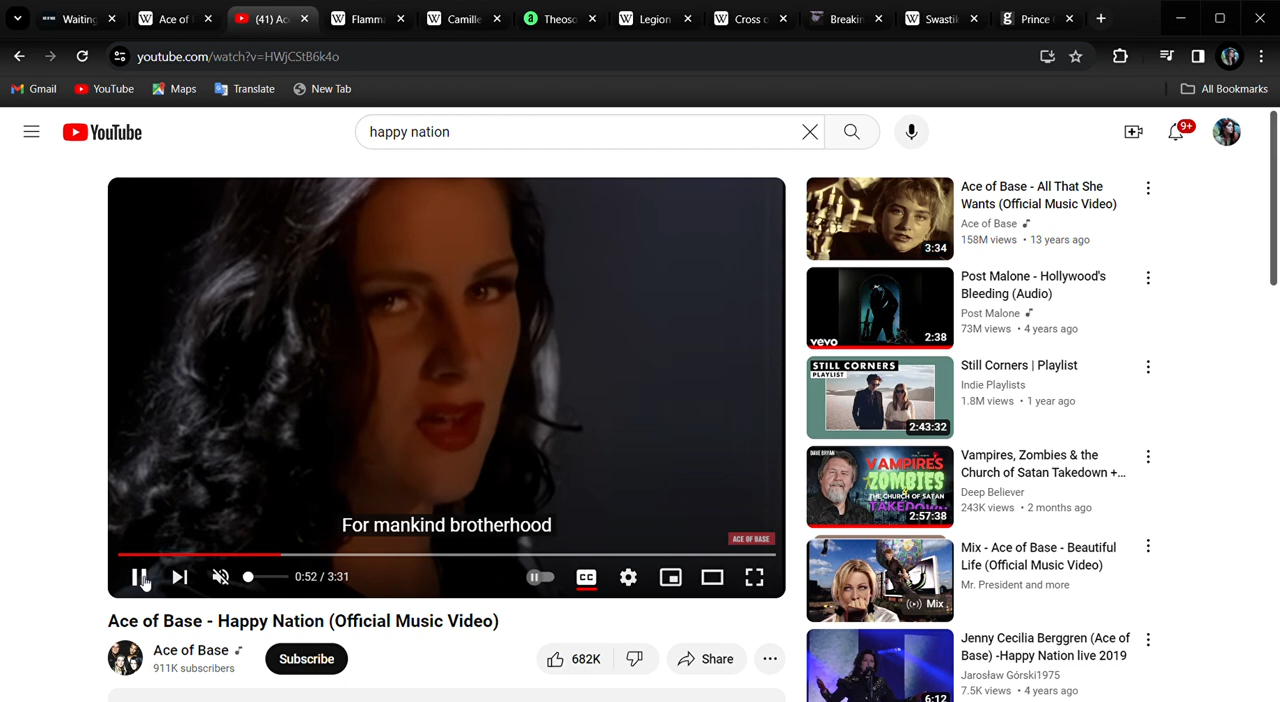 Waiting
Ace of
(41) Ac
Flamm
Camille
Theoso
Legion
Cross o
Breakin
Swastik
Prince
youtube.com/watch?v=HWjCStB6k4o
Gmail
YouTube
Maps
Translate
New Tab
All Bookmarks
YouTube
happy nation
9+
For mankind brotherhood
ACE OF BASE
0:52 / 3:31
CC
Ace of Base - Happy Nation (Official Music Video)
Ace of Base
911K subscribers
Subscribe
682K
Share
3:34
Ace of Base - All That She
Wants (Official Music Video)
Ace of Base
158M views • 13 years ago
vevo
2:38
Post Malone - Hollywood's
Bleeding (Audio)
Post Malone
73M views • 4 years ago
STILL CORNERS
PLAYLIST
2:43:32
Still Corners | Playlist
Indie Playlists
1.8M views • 1 year ago
DAVE BRYAN
VAMPIRES
ZOMBIES
THE CHURCH OF SATAN
TAKEDOWN
2:57:38
Vampires, Zombies & the
Church of Satan Takedown +...
Deep Believer
243K views • 2 months ago
Mix
Mix - Ace of Base - Beautiful
Life (Official Music Video)
Mr. President and more
6:12
Jenny Cecilia Berggren (Ace of
Base) -Happy Nation live 2019
Jarosław Górski1975
7.5K views • 4 years ago